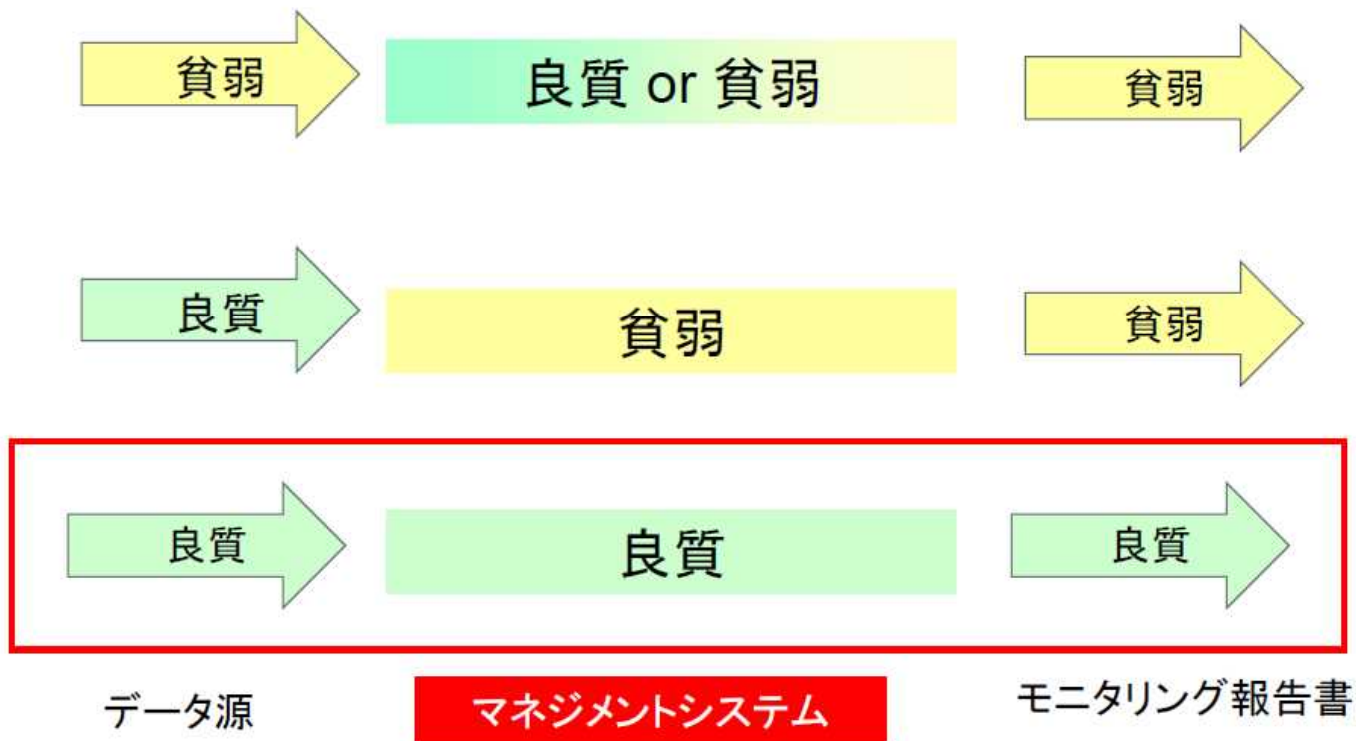 貧弱
良質 or 貧弱
貧弱
良質
貧弱
貧弱
良質
良質
良質
データ源
マネジメントシステム
モニタリング報告書